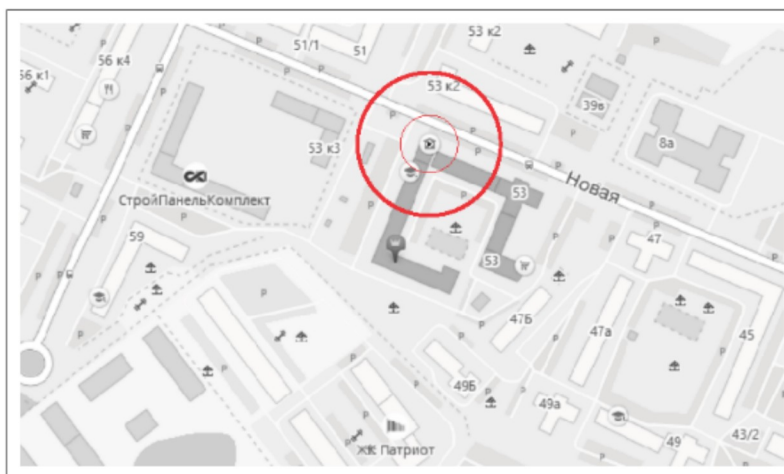 53 к2
51/1
51
56 к4
56 к1
53 к2
39в
8а
53 к3
СтройПанельКомплект
53
Новая
59
47
53
47Б
47а
45
49Б
49а
ЖК Патриот
49
43/2
P